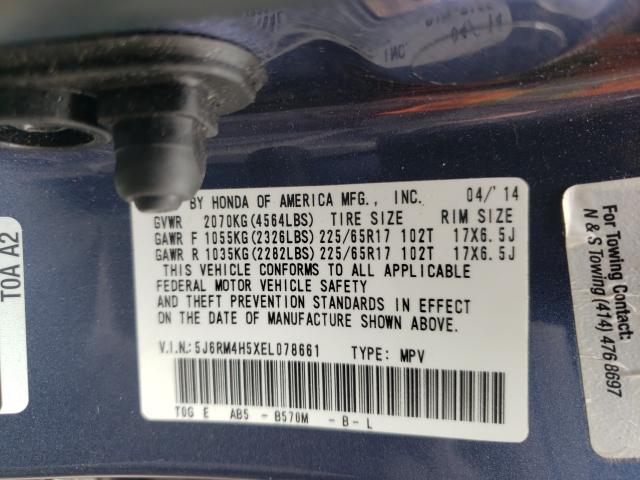 BY HONDA OF AMERICA MFG., INC. 04/'14
GVWR 2070KG(4564LBS) TIRE SIZE RIM SIZE
GAWR F 1055KG(2326LBS) 225/65R17 102T 17X6.5J
GAWR R 1035KG(2282LBS) 225/65R17 102T 17X6.5J
THIS VEHICLE CONFORMS TO ALL APPLICABLE
FEDERAL MOTOR VEHICLE SAFETY
AND THEFT PREVENTION STANDARDS IN EFFECT
ON THE DATE OF MANUFACTURE SHOWN ABOVE.
V.I.N.: 5J6RM4H5XEL078661 TYPE: MPV
T0G E AB5 - B570M - B - L
T0A A2
For Towing Contact:
N & S Towing (414) 476 8697
INC